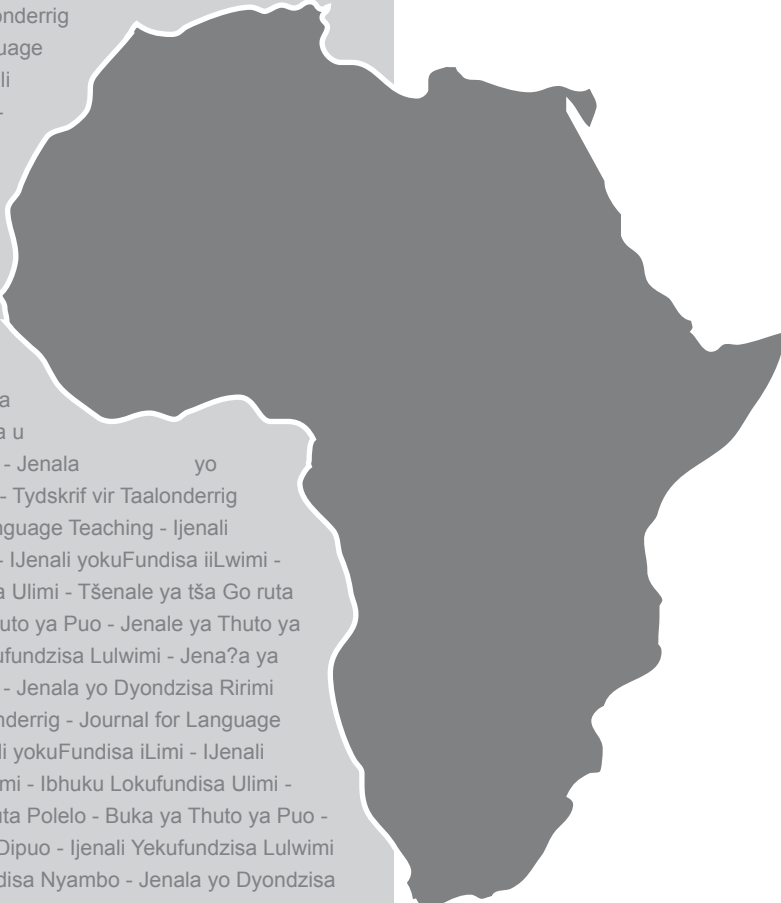 onderrig
uage
li
-
a
a u
- Jenala yo
- Tydskrif vir Taalonderrig
nguage Teaching - Ijenali
- IJenali yokuFundisa iiLwimi -
a Ulimi - Tšenale ya tša Go ruta
uto ya Puo - Jenale ya Thuto ya
ufundzisa Lulwimi - Jena?a ya
- Jenala yo Dyondzisa Ririmi
nderrig - Journal for Language
li yokuFundisa iLimi - IJenali
mi - Ibhuku Lokufundisa Ulimi -
uta Polelo - Buka ya Thuto ya Puo -
Dipuo - Ijenali Yekufundzisa Lulwimi
disa Nyambo - Jenala yo Dyondzisa